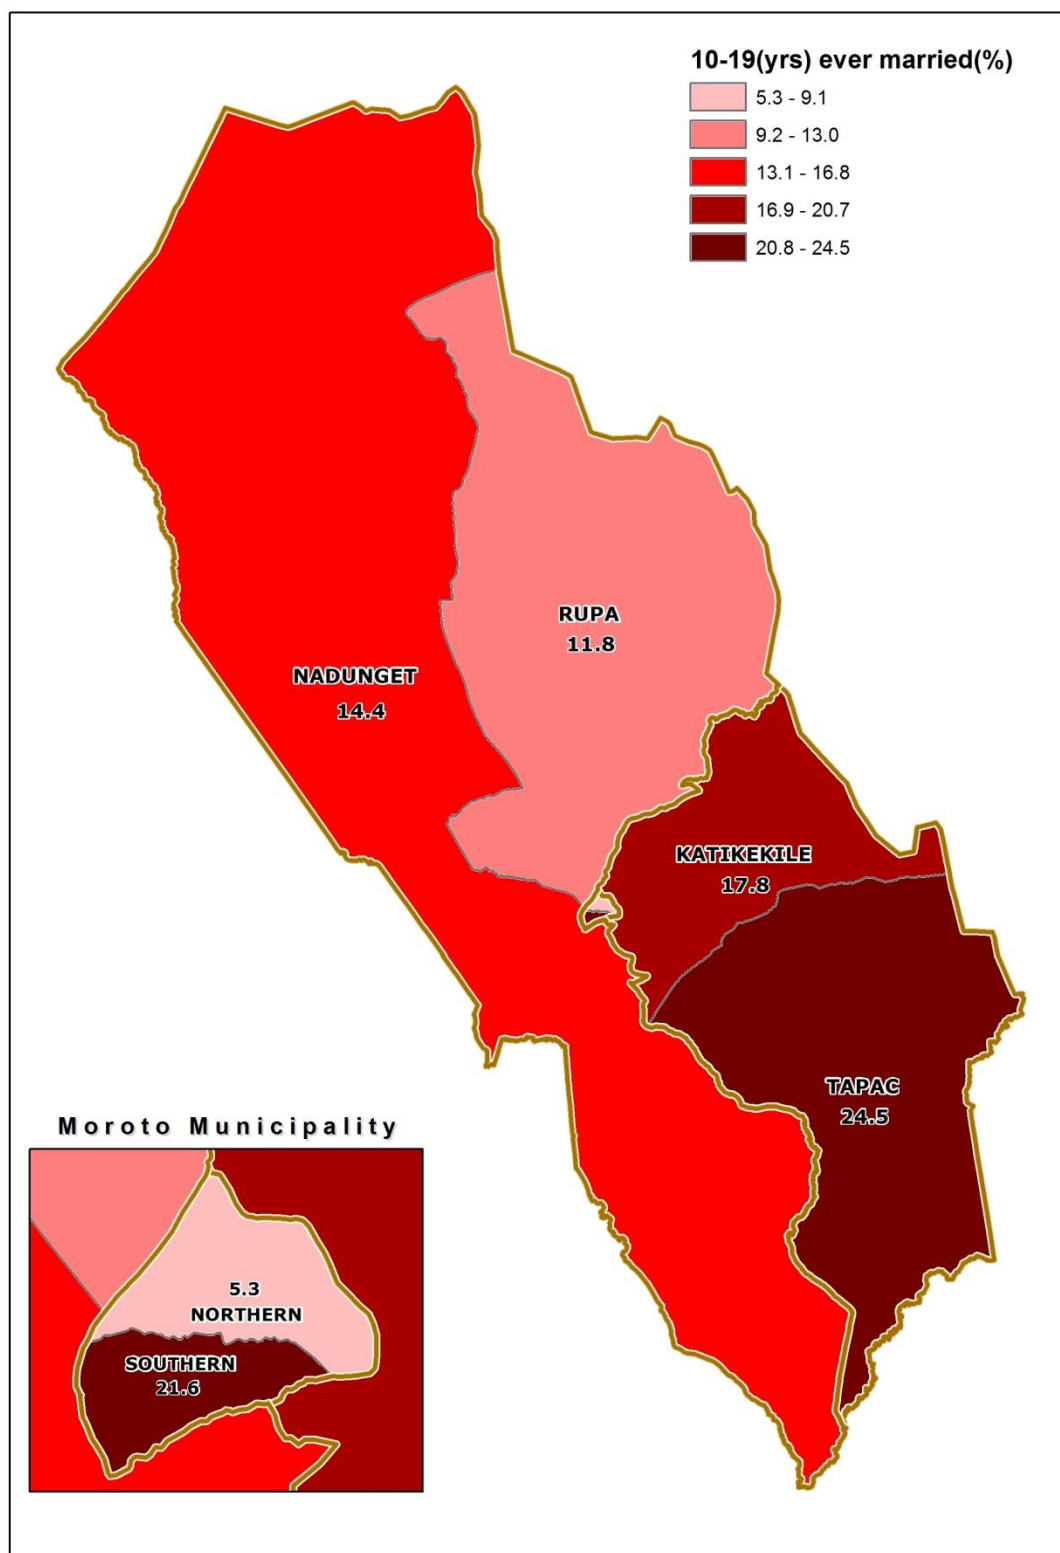 10-19(yrs) ever married(%)
5.3 - 9.1
9.2 - 13.0
13.1 - 16.8
16.9 - 20.7
20.8 - 24.5
RUPA
11.8
NADUNGET
14.4
KATIKEKILE
17.8
TAPAC
24.5
Moroto Municipality
5.3
NORTHERN
SOUTHERN
21.6